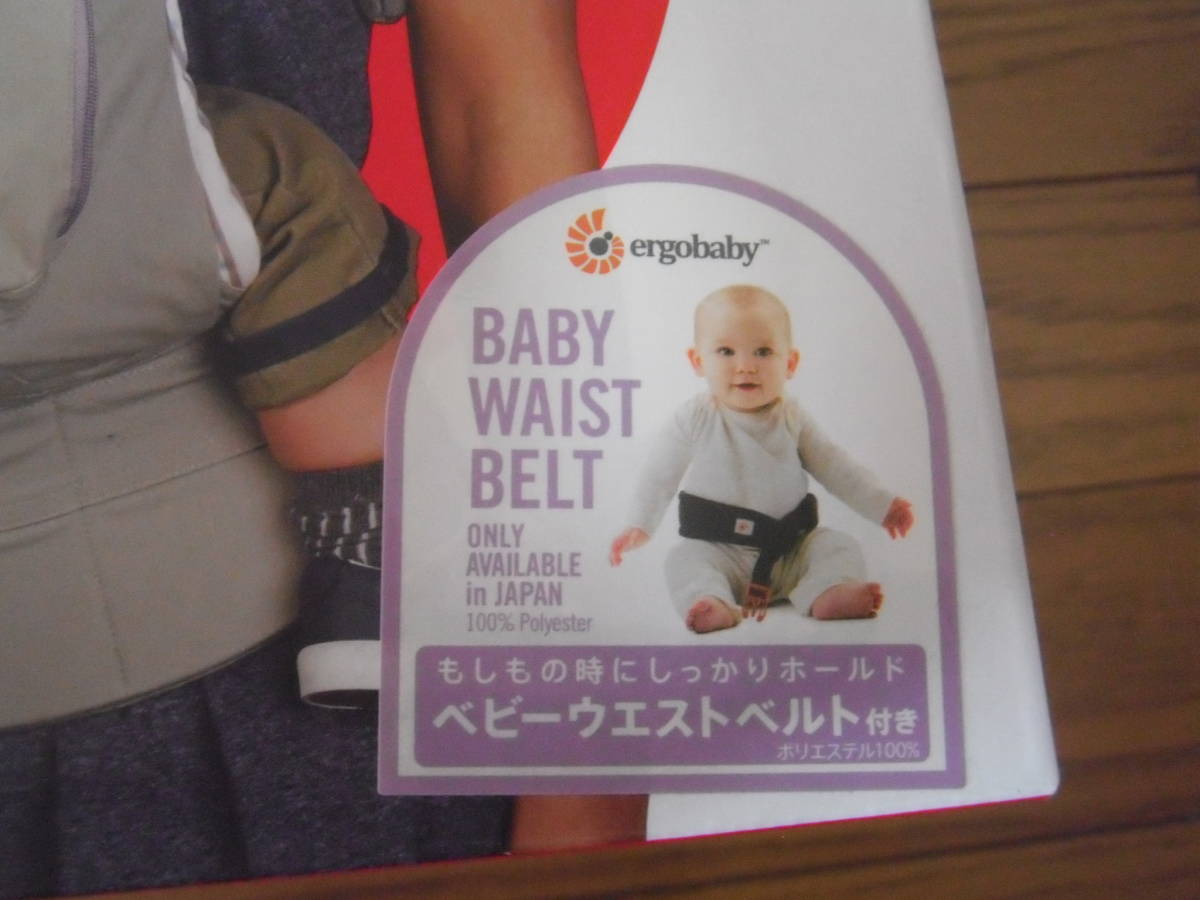 ergobaby™
BABY
WAIST
BELT
ONLY
AVAILABLE
in JAPAN
100% Polyester
もしもの時にしっかりホールド
ベビーウエストベルト付き
ポリエステル100%